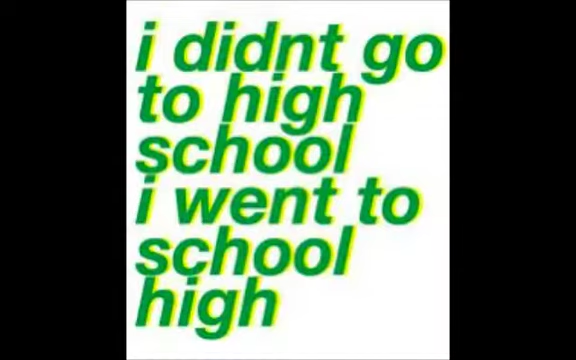 i didnt go
to high
school
i went to
school
high